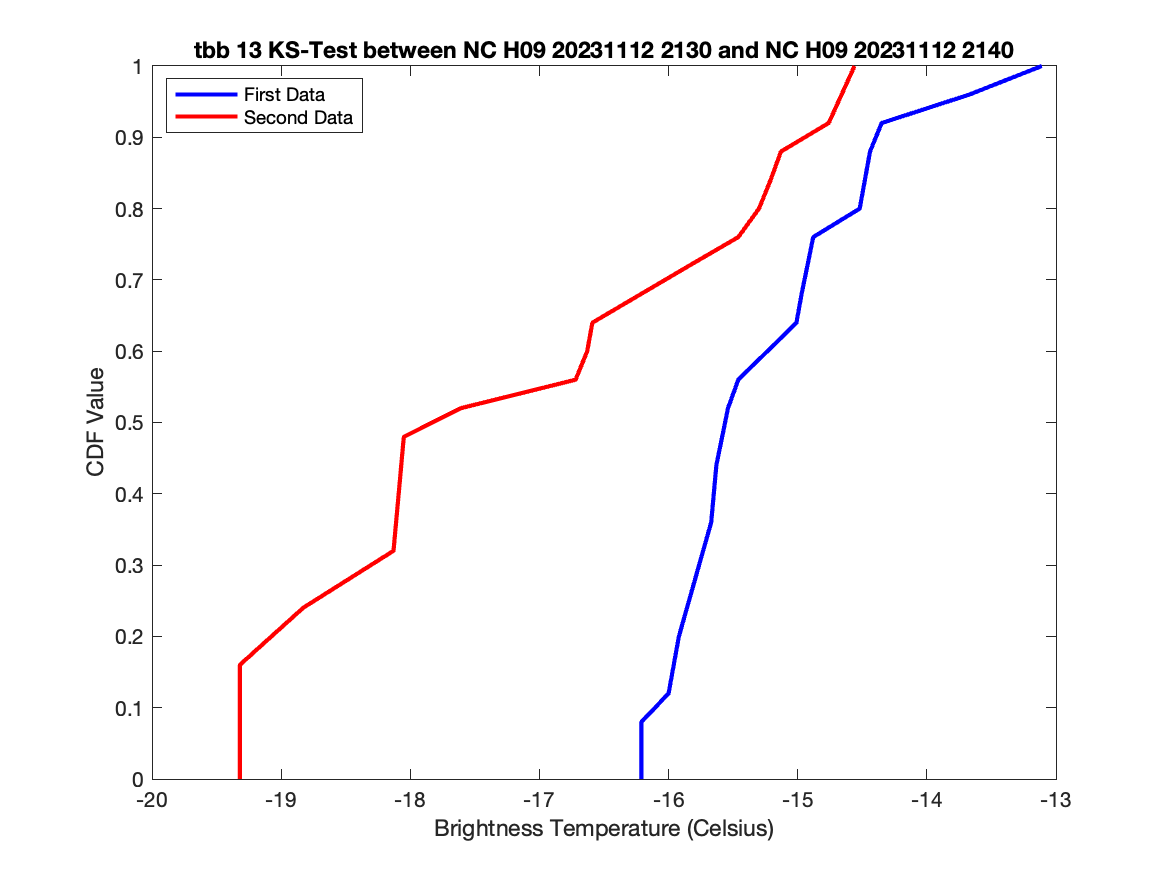 tbb 13 KS-Test between NC H09 20231112 2130 and NC H09 20231112 2140
First Data
Second Data
1
0.9
0.8
0.7
0.6
0.5
0.4
0.3
0.2
0.1
0
CDF Value
-20 -19 -18 -17 -16 -15 -14 -13
Brightness Temperature (Celsius)